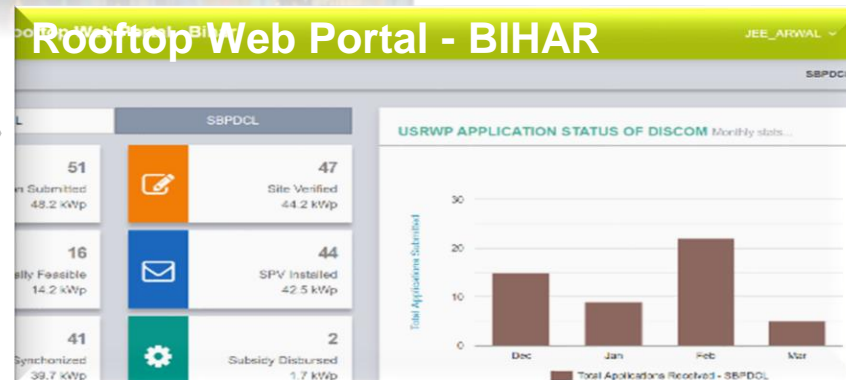 Rooftop Web Portal - BIHAR
JEE_ARWAL
SBPDCL
USRWP APPLICATION STATUS OF DISCOM Monthly stats...
51
Submitted
48.2 kWp
47
Site Verified
44.2 kWp
16
Feasible
14.2 kWp
44
SPV Installed
42.5 kWp
41
Synchonized
39.7 kWp
2
Subsidy Disbursed
1.7 kWp
Total Applications Submitted
30
20
10
0
Dec Jan Feb Mar
Total Applications Received - SBPDCL